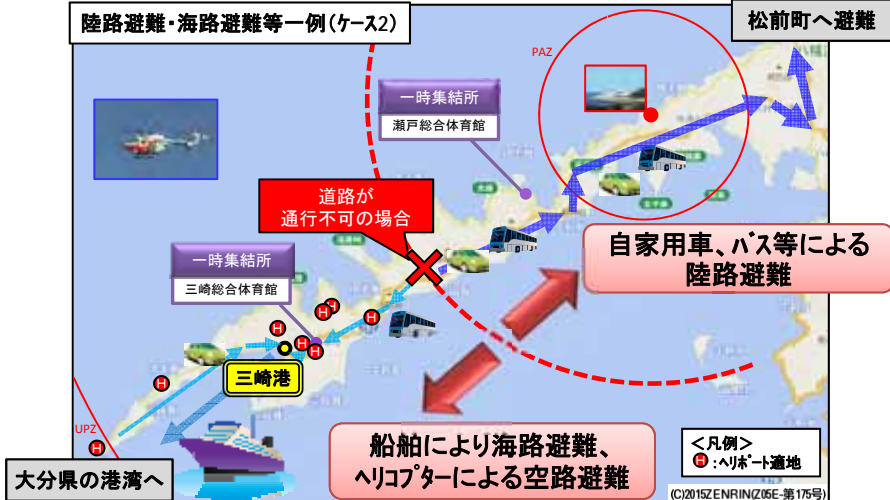 陸路避難・海路避難等一例(ケース2)
松前町へ避難
PAZ
一時集結所
瀬戸総合体育館
道路が
通行不可の場合
自家用車、バス等による
陸路避難
一時集結所
三崎総合体育館
H
H
H
H
H
H
H
H
三崎港
UPZ
船舶により海路避難、
ヘリコプターによる空路避難
大分県の港湾へ
<凡例>
H:ヘリポート適地
(C)2015ZENRIN(Z05E-第175号)